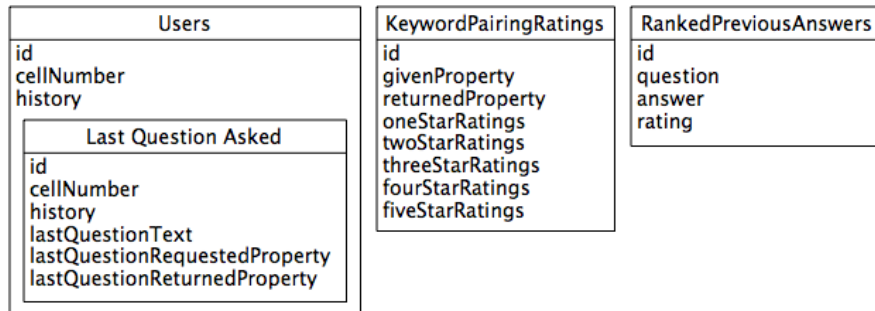 Users
id
cellNumber
history
Last Question Asked
id
cellNumber
history
lastQuestionText
lastQuestionRequestedProperty
lastQuestionReturnedProperty
KeywordPairingRatings
id
givenProperty
returnedProperty
oneStarRatings
twoStarRatings
threeStarRatings
fourStarRatings
fiveStarRatings
RankedPreviousAnswers
id
question
answer
rating